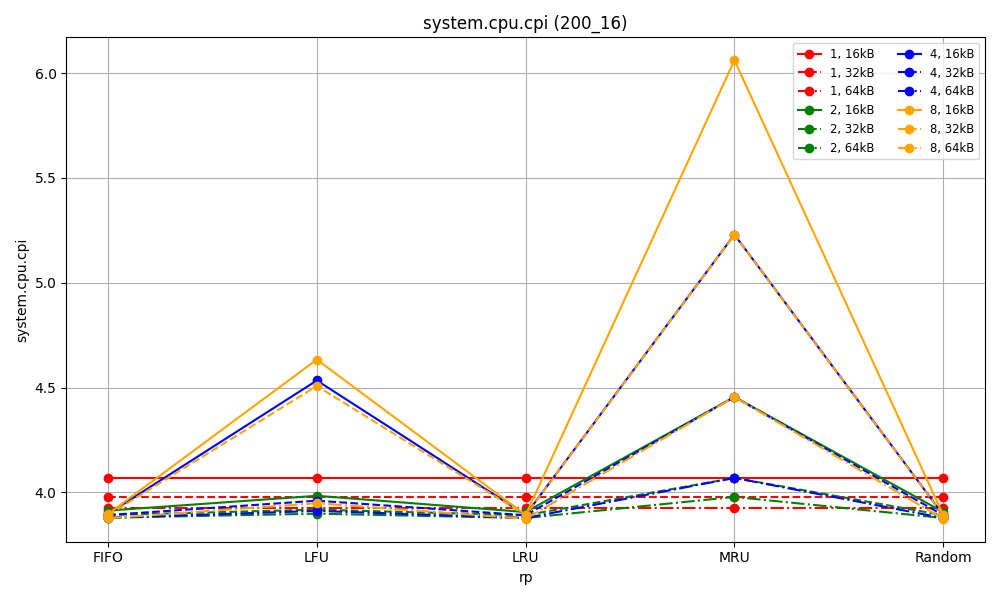 system.cpu.cpi (200_16)
system.cpu.cpi
6.0
5.5
5.0
4.5
4.0
1, 16kB
1, 32kB
1, 64kB
2, 16kB
2, 32kB
2, 64kB
4, 16kB
4, 32kB
4, 64kB
8, 16kB
8, 32kB
8, 64kB
FIFO
LFU
LRU
MRU
Random
rp